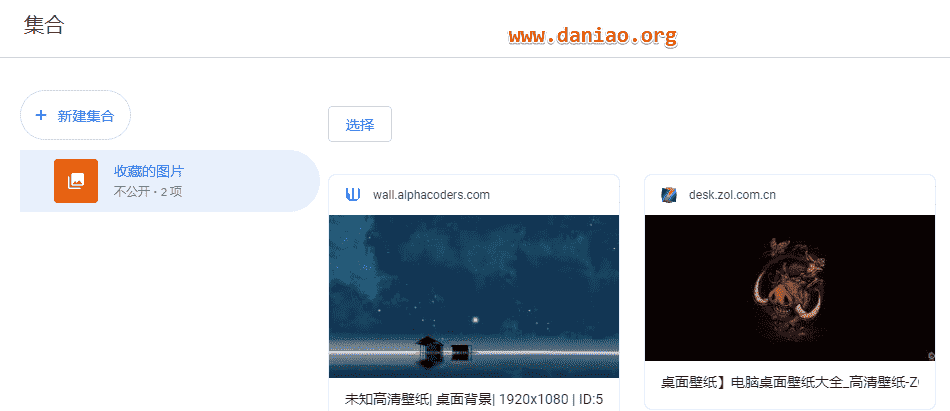 集合
www.daniao.org
+ 新建集合
选择
收藏的图片
不公开 · 2 项
wall.alphacoders.com
desk.zol.com.cn
未知高清壁纸| 桌面背景| 1920x1080 | ID:5
桌面壁纸】电脑桌面壁纸大全_高清壁纸-Z